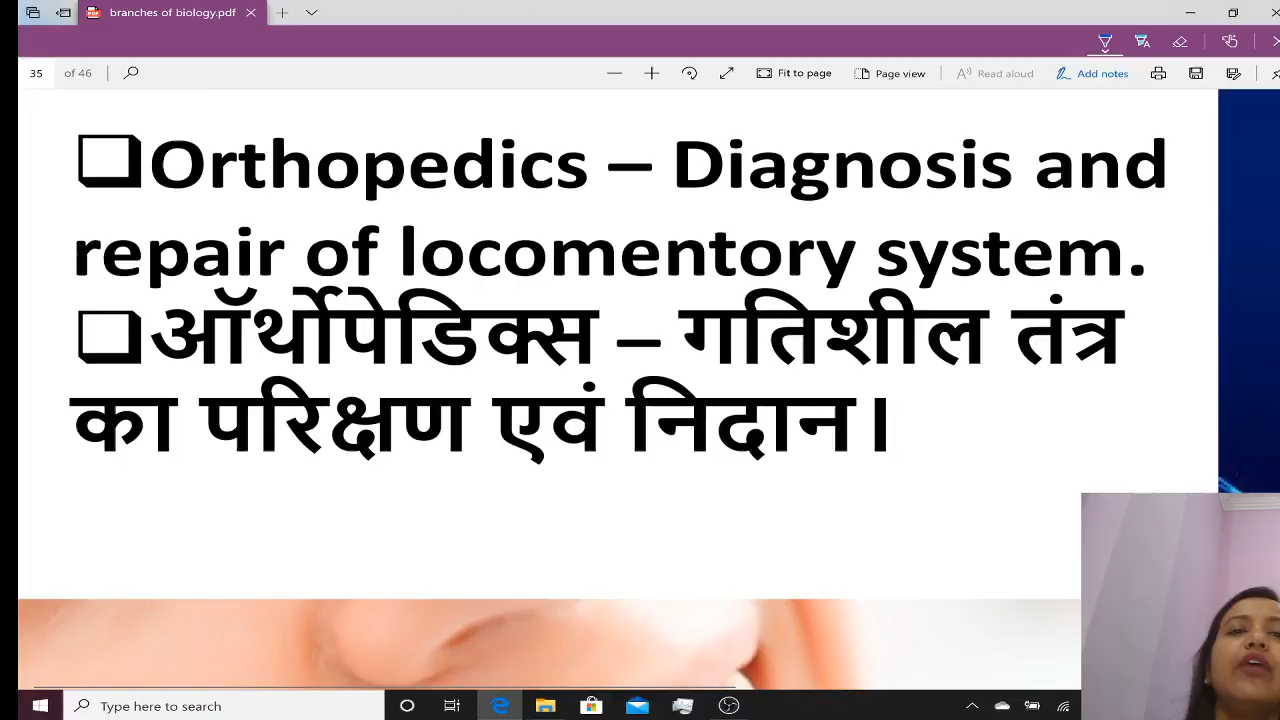 branches of biology.pdf
35 of 46
Fit to page
Page view
Read aloud
Add notes
Orthopedics – Diagnosis and
repair of locomentory system.
ऑर्थोपेडिक्स – गतिशील तंत्र
का परिक्षण एवं निदान।
Type here to search